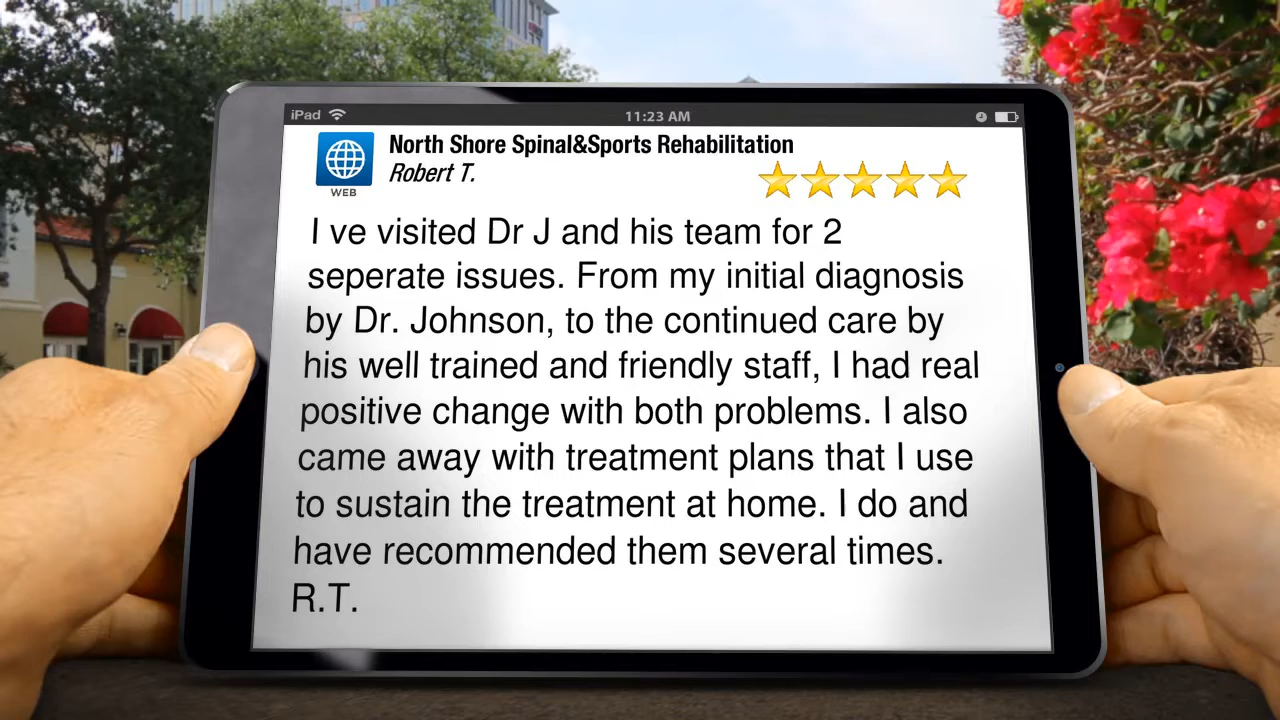 iPad 11:23 AM
North Shore Spinal&Sports Rehabilitation
Robert T.
WEB
I ve visited Dr J and his team for 2
seperate issues. From my initial diagnosis
by Dr. Johnson, to the continued care by
his well trained and friendly staff, I had real
positive change with both problems. I also
came away with treatment plans that I use
to sustain the treatment at home. I do and
have recommended them several times.
R.T.